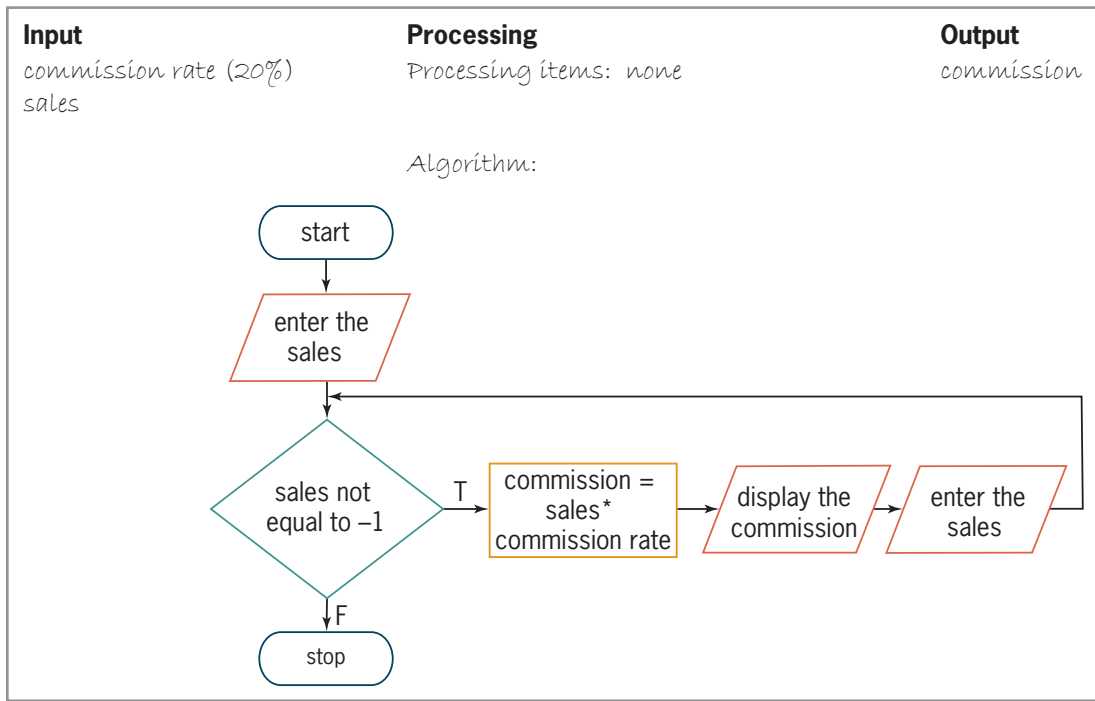 Input
Processing
Output
commission rate (20%)
Processing items: none
commission
sales
Algorithm:
start
enter the
sales
sales not
equal to –1
T
commission =
sales*
commission rate
display the
commission
enter the
sales
F
stop